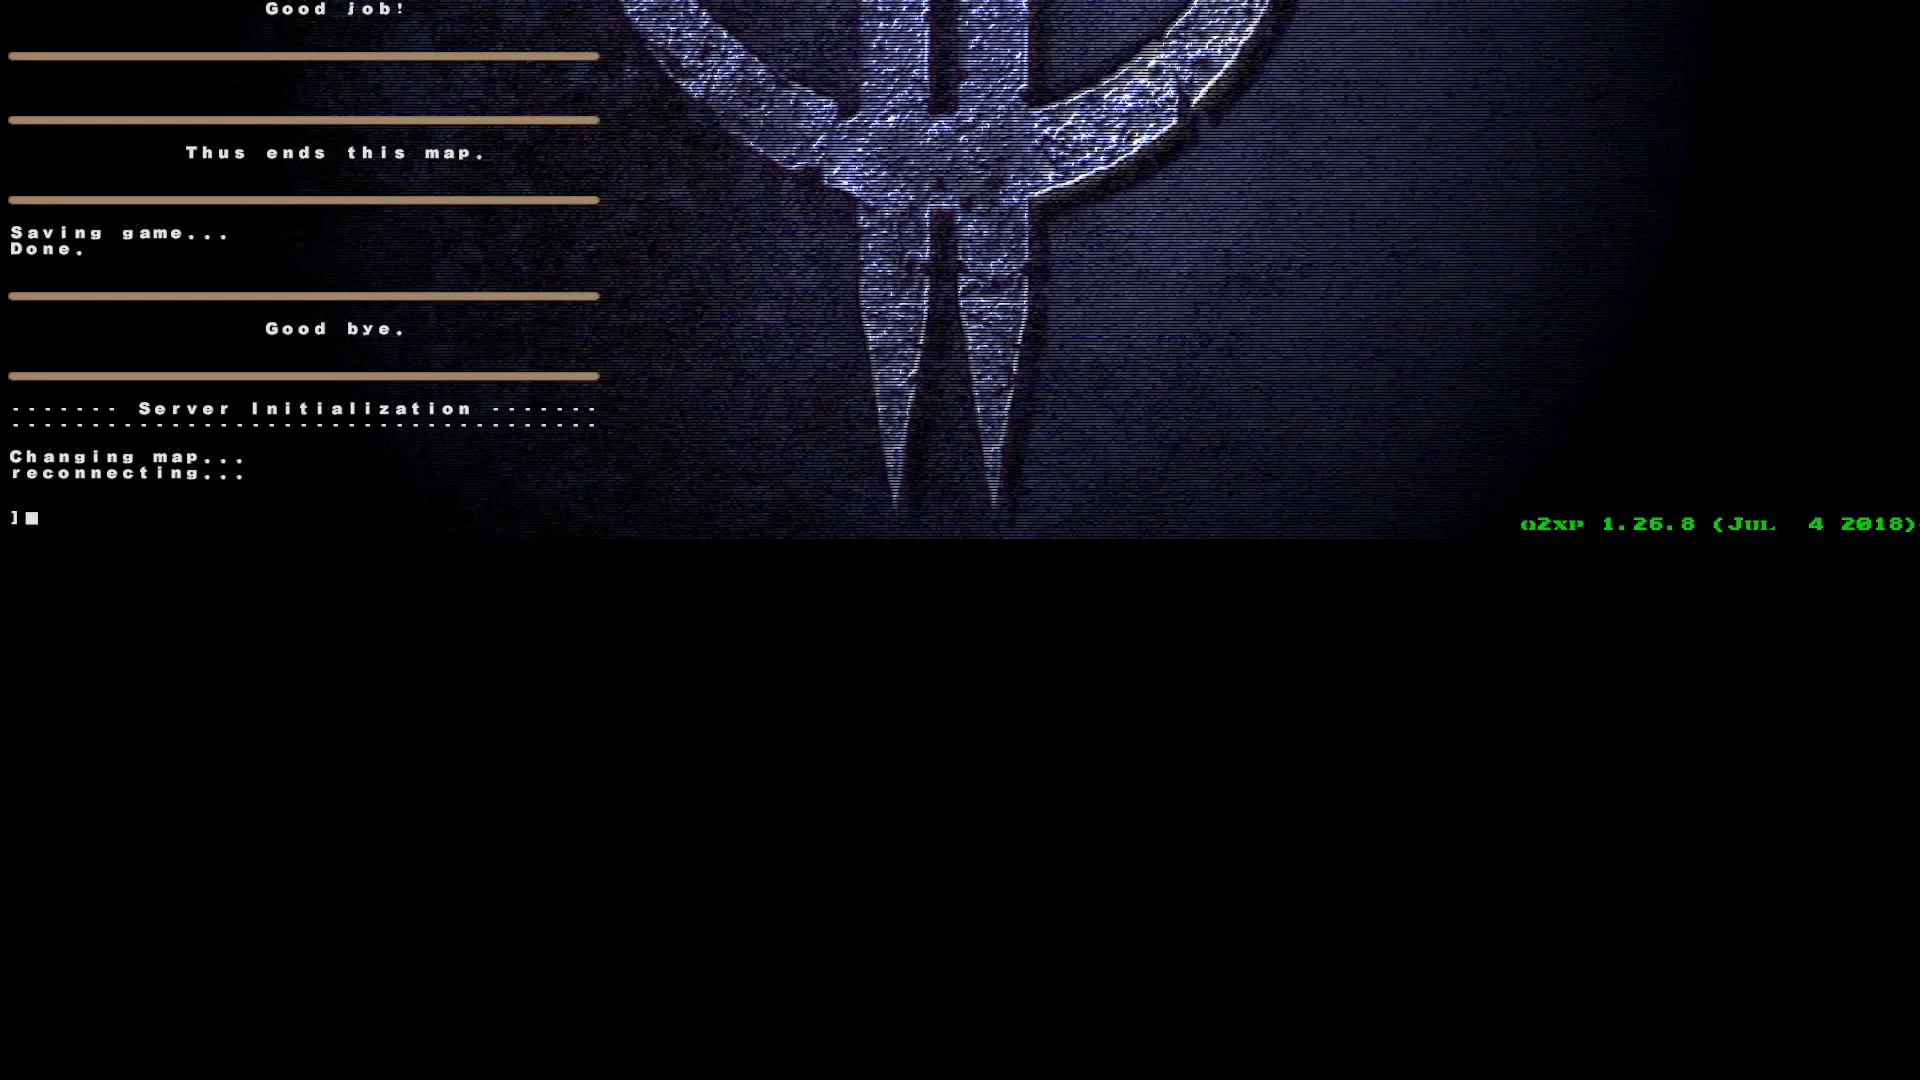 Good job!
Thus ends this map.
Saving game...
Done.
Good bye.
------- Server Initialization -------
-------------------------------------
Changing map...
reconnecting...
]
q2xp 1.26.8 (Jul  4 2018)